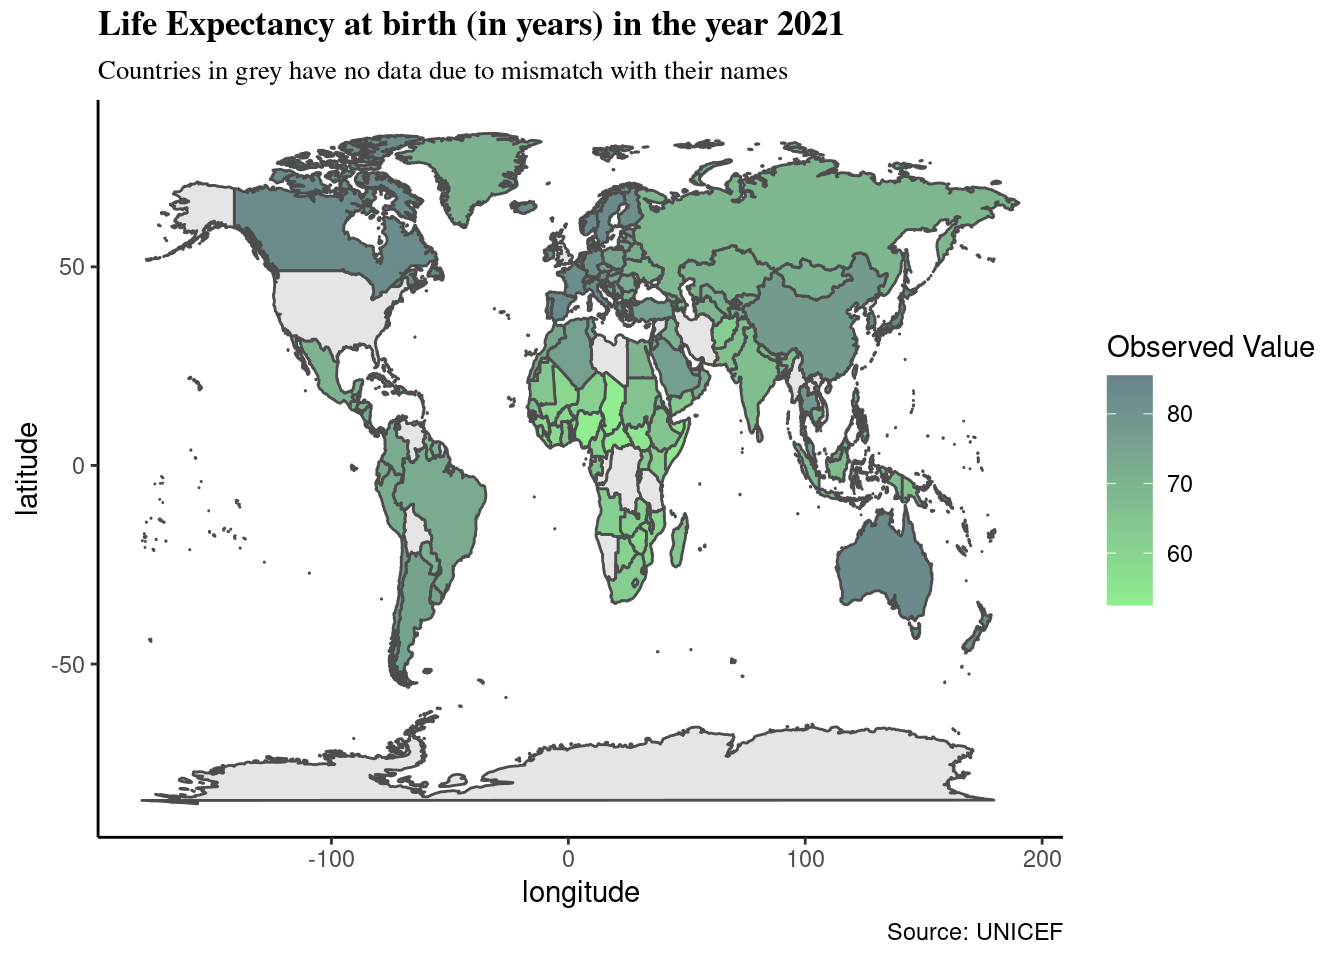 Life Expectancy at birth (in years) in the year 2021
Countries in grey have no data due to mismatch with their names
50
0
-50
latitude
-100
0
100
200
longitude
Observed Value
80
70
60
Source: UNICEF